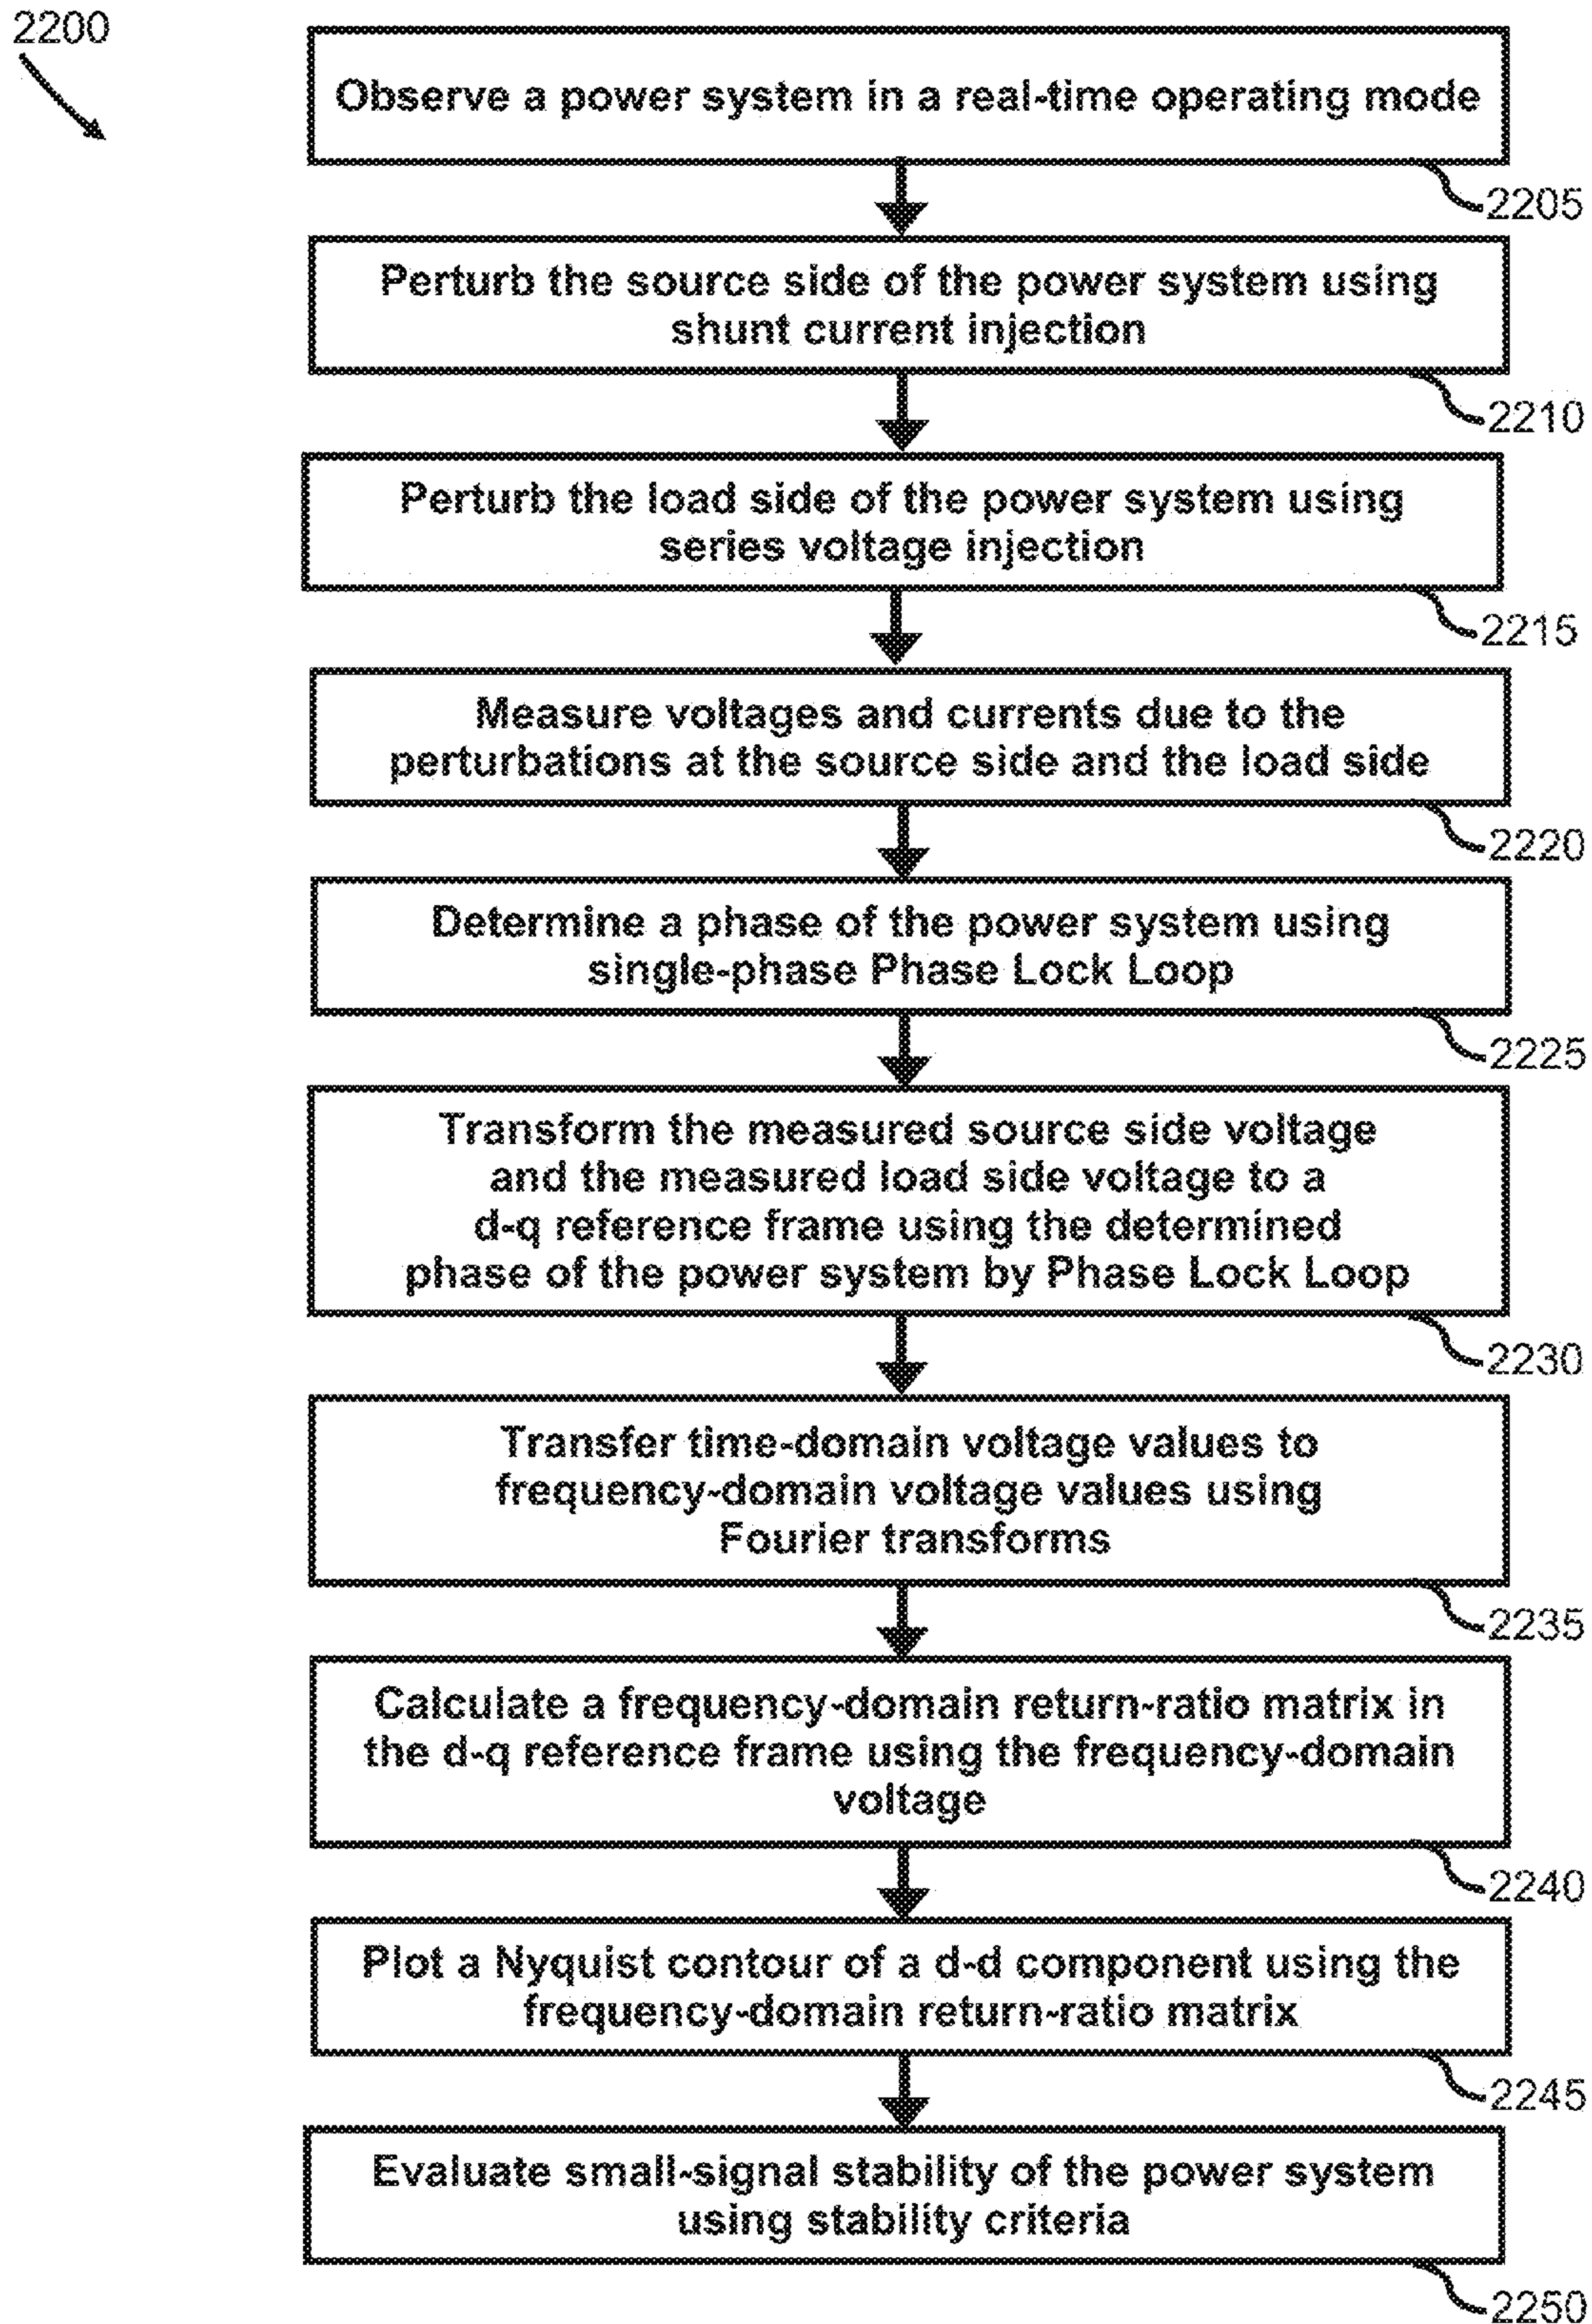 2200
Observe a power system in a real-time operating mode
2205
Perturb the source side of the power system using
shunt current injection
2210
Perturb the load side of the power system using
series voltage injection
2215
Measure voltages and currents due to the
perturbations at the source side and the load side
2220
Determine a phase of the power system using
single-phase Phase Lock Loop
2225
Transform the measured source side voltage
and the measured load side voltage to a
d-q reference frame using the determined
phase of the power system by Phase Lock Loop
2230
Transfer time-domain voltage values to
frequency-domain voltage values using
Fourier transforms
2235
Calculate a frequency-domain return-ratio matrix in
the d-q reference frame using the frequency-domain
voltage
2240
Plot a Nyquist contour of a d-d component using the
frequency-domain return-ratio matrix
2245
Evaluate small-signal stability of the power system
using stability criteria
2250